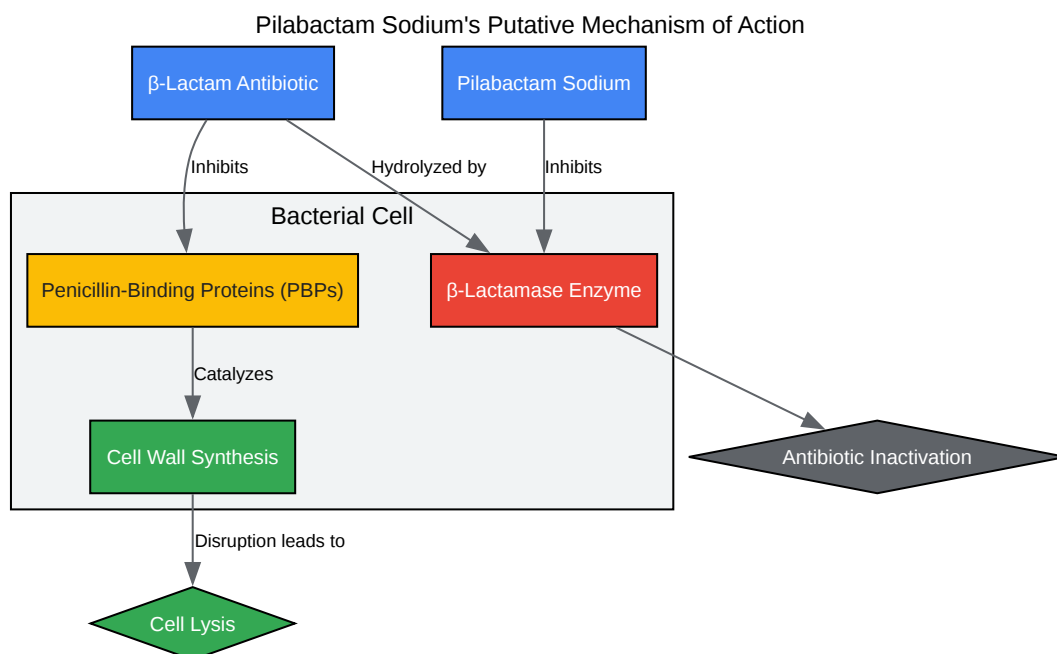 Pilabactam Sodium's Putative Mechanism of Action
β-Lactam Antibiotic
Pilabactam Sodium
Inhibits
Hydrolyzed by
Inhibits
Bacterial Cell
Penicillin-Binding Proteins (PBPs)
β-Lactamase Enzyme
Catalyzes
Cell Wall Synthesis
Antibiotic Inactivation
Disruption leads to
Cell Lysis